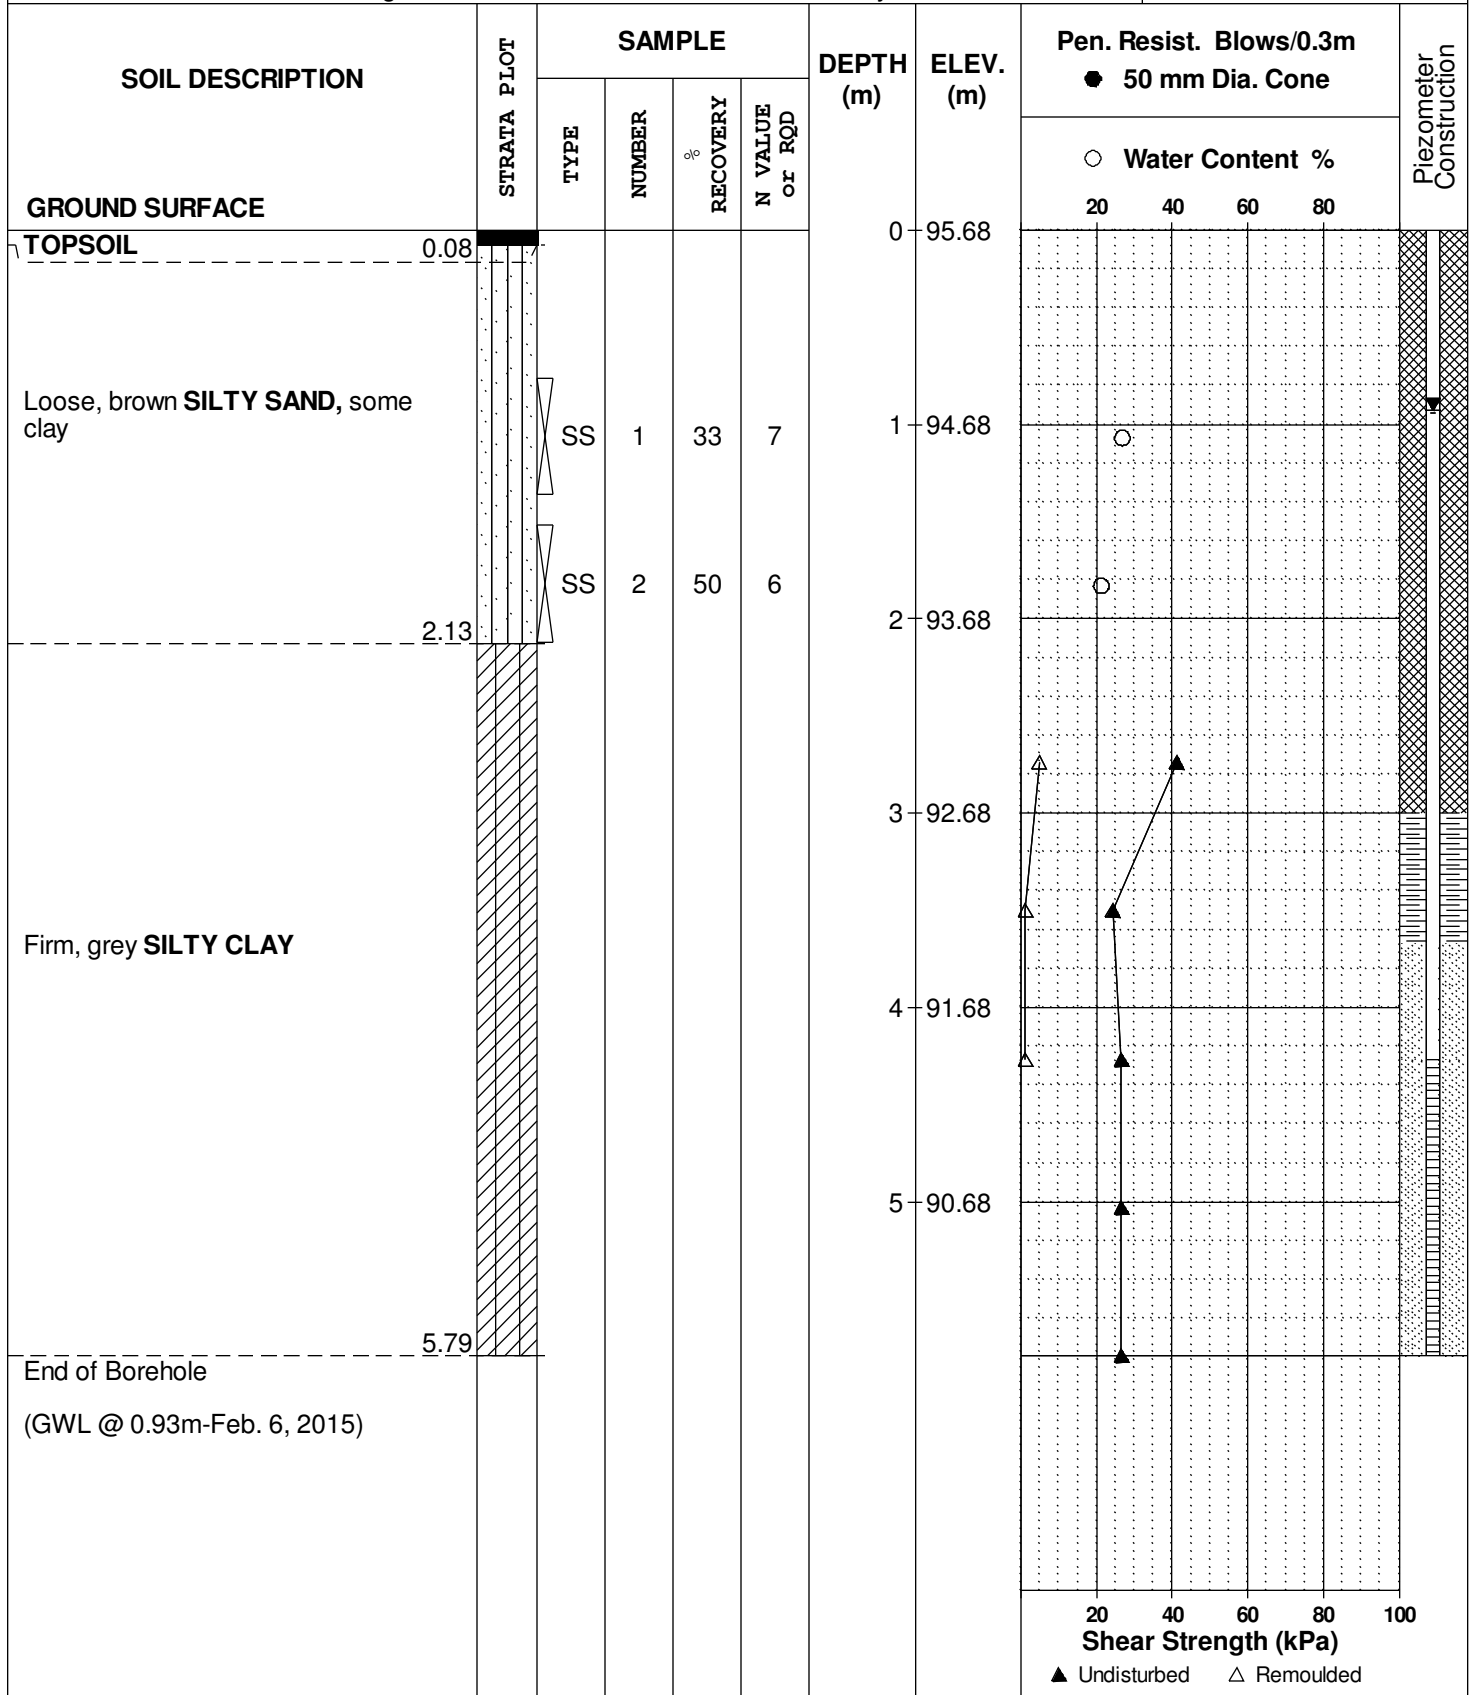 SOIL DESCRIPTION
GROUND SURFACE
STRATA PLOT
SAMPLE
TYPE
NUMBER
% RECOVERY
N VALUE or RQD
DEPTH (m)
ELEV. (m)
Pen. Resist. Blows/0.3m
● 50 mm Dia. Cone
○ Water Content %
20 40 60 80
Piezometer Construction
TOPSOIL 0.08
0 95.68
Loose, brown SILTY SAND, some
clay
SS 1 33 7
1 94.68
SS 2 50 6
2 93.68
2.13
3 92.68
Firm, grey SILTY CLAY
4 91.68
5 90.68
5.79
End of Borehole
(GWL @ 0.93m-Feb. 6, 2015)
20 40 60 80 100
Shear Strength (kPa)
▲ Undisturbed △ Remoulded